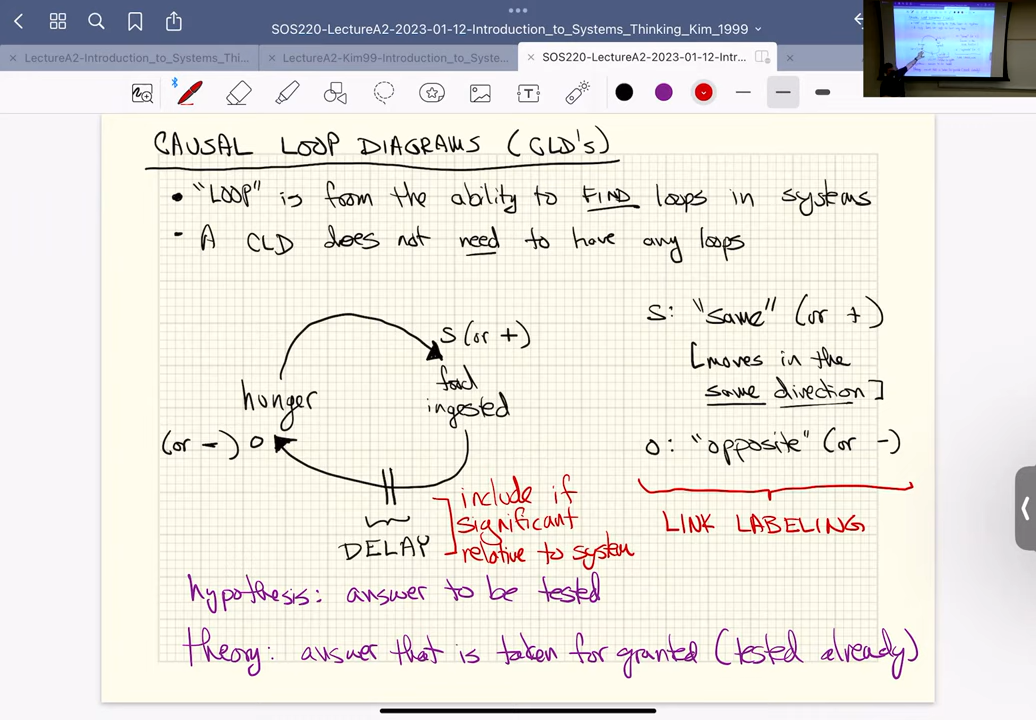 SOS220-LectureA2-2023-01-12-Introduction_to_Systems_Thinking_Kim_1999
LectureA2-2023-01-12-Introduction_to_Systems_Thi...
LectureA2-Kim99-Introduction_to_Syste...
SOS220-LectureA2-2023-01-12-Intr...
CAUSAL LOOP DIAGRAMS (CLD's)
• "LOOP" is from the ability to FIND loops in systems
• A CLD does not need to have any loops
s (or +)
food
ingested
hunger
(or -) o
DELAY
include if
significant
relative to system
s: "same" (or +)
[moves in the
same direction]
o: "opposite" (or -)
LINK LABELING
hypothesis: answer to be tested
theory: answer that is taken for granted (tested already)